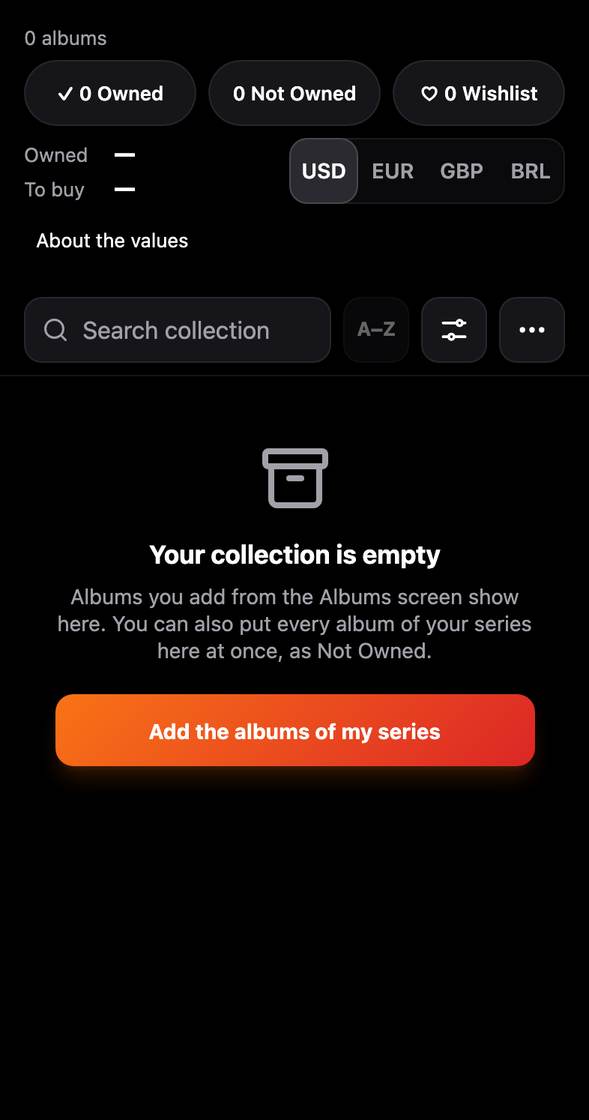 0 albums
✓ 0 Owned
0 Not Owned
♡ 0 Wishlist
Owned —
To buy —
USD EUR GBP BRL
About the values
Search collection
A–Z
Your collection is empty
Albums you add from the Albums screen show
here. You can also put every album of your series
here at once, as Not Owned.
Add the albums of my series